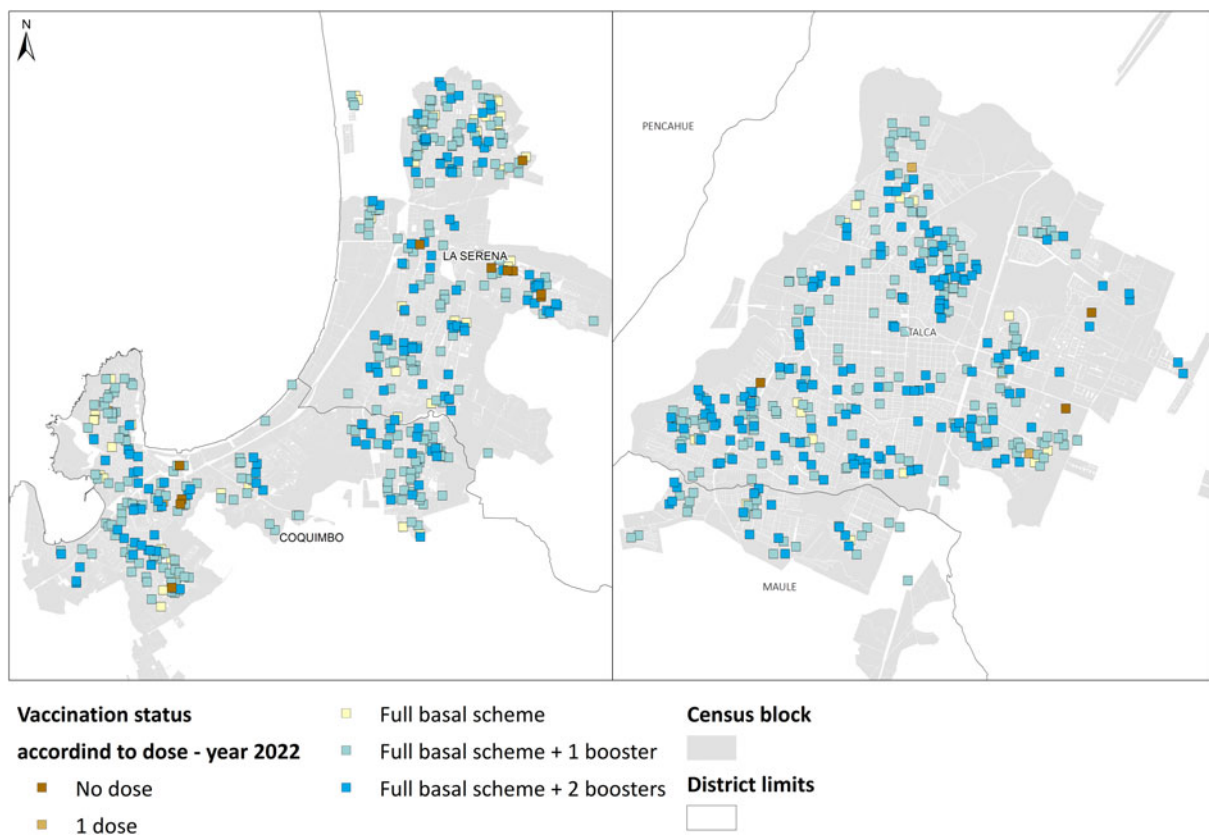 N
PENCAHUE
LA SERENA
TALCA
COQUIMBO
MAULE
Vaccination status
accordind to dose - year 2022
No dose
1 dose
Full basal scheme
Full basal scheme + 1 booster
Full basal scheme + 2 boosters
Census block
District limits